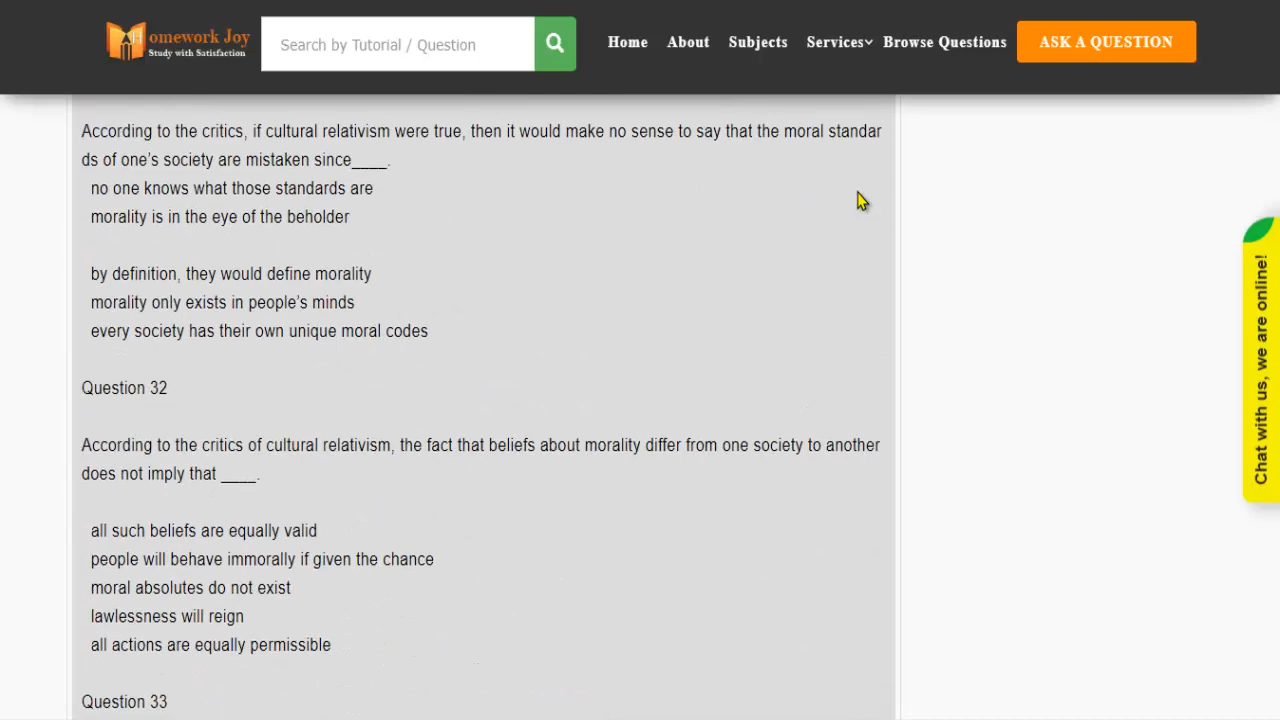 Homework Joy
Study with Satisfaction
Search by Tutorial / Question
Home About Subjects Services Browse Questions ASK A QUESTION
According to the critics, if cultural relativism were true, then it would make no sense to say that the moral standar
ds of one's society are mistaken since____.
no one knows what those standards are
morality is in the eye of the beholder
by definition, they would define morality
morality only exists in people's minds
every society has their own unique moral codes
Question 32
According to the critics of cultural relativism, the fact that beliefs about morality differ from one society to another
does not imply that ____.
all such beliefs are equally valid
people will behave immorally if given the chance
moral absolutes do not exist
lawlessness will reign
all actions are equally permissible
Question 33
Chat with us, we are online!